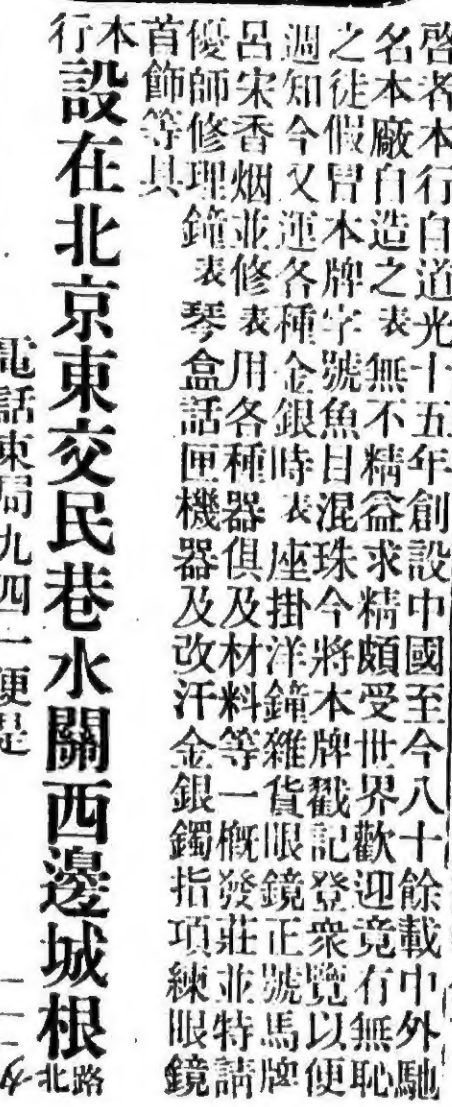 啓者本行自道光十五年創設中國至今八十餘載中外馳
名本廠自造之表無不精益求精頗受世界歡迎竟有無恥
之徒假冒本牌字號魚目混珠今將本牌戳記登衆覽以便
週知今又運各種金銀時表座掛洋鐘雜貨眼鏡正號馬牌
呂宋香烟並修表用各種器俱及材料等一概發莊並特請
優師修理鐘表琴盒話匣機器及改汗金銀鐲指項練眼鏡
首飾等具
本行設在北京東交民巷水關西邊城根路北
電話東局九四一便是